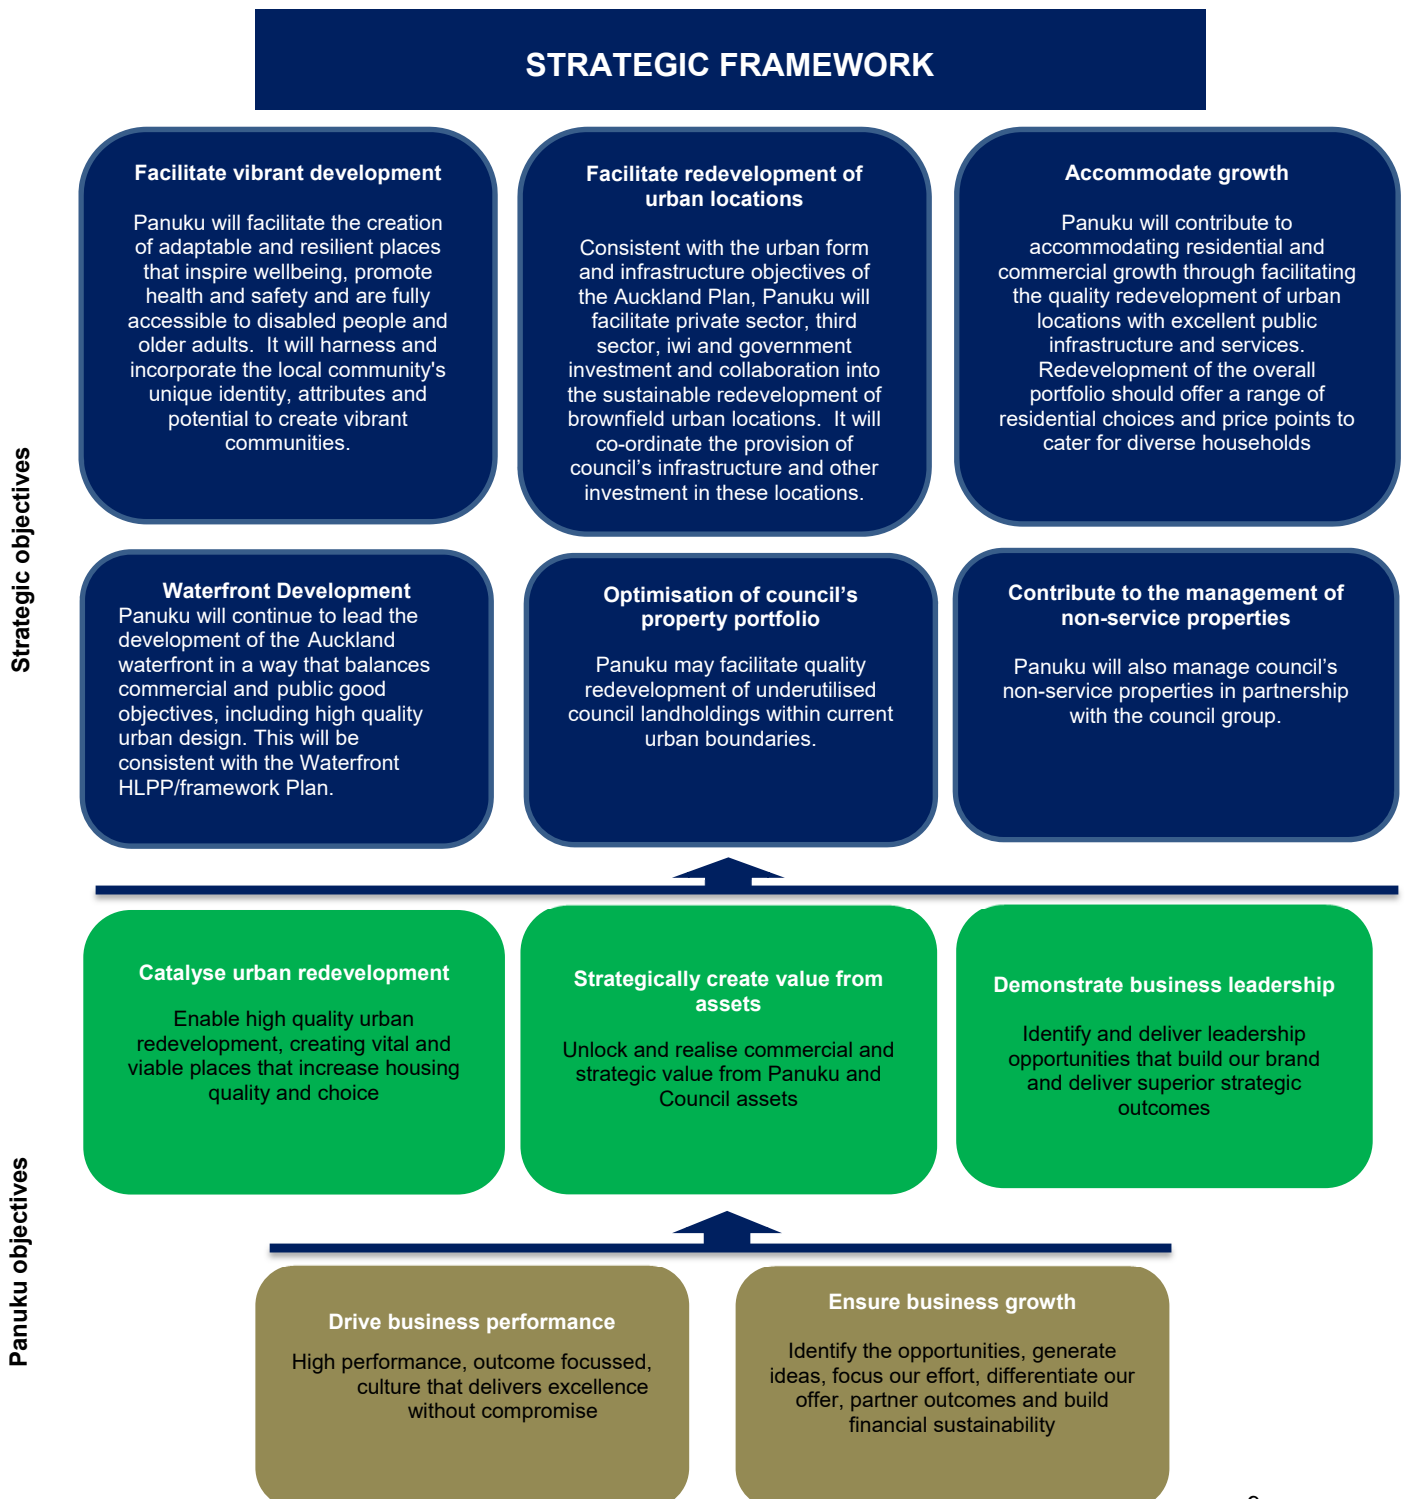 STRATEGIC FRAMEWORK
Strategic objectives
Facilitate vibrant development
Panuku will facilitate the creation
of adaptable and resilient places
that inspire wellbeing, promote
health and safety and are fully
accessible to disabled people and
older adults.  It will harness and
incorporate the local community's
unique identity, attributes and
potential to create vibrant
communities.
Facilitate redevelopment of
urban locations
Consistent with the urban form
and infrastructure objectives of
the Auckland Plan, Panuku will
facilitate private sector, third
sector, iwi and government
investment and collaboration into
the sustainable redevelopment of
brownfield urban locations.  It will
co-ordinate the provision of
council’s infrastructure and other
investment in these locations.
Accommodate growth
Panuku will contribute to
accommodating residential and
commercial growth through facilitating
the quality redevelopment of urban
locations with excellent public
infrastructure and services.
Redevelopment of the overall
portfolio should offer a range of
residential choices and price points to
cater for diverse households
Waterfront Development
Panuku will continue to lead the
development of the Auckland
waterfront in a way that balances
commercial and public good
objectives, including high quality
urban design. This will be
consistent with the Waterfront
HLPP/framework Plan.
Optimisation of council’s
property portfolio
Panuku may facilitate quality
redevelopment of underutilised
council landholdings within current
urban boundaries.
Contribute to the management of
non-service properties
Panuku will also manage council’s
non-service properties in partnership
with the council group.
Panuku objectives
Catalyse urban redevelopment
Enable high quality urban
redevelopment, creating vital and
viable places that increase housing
quality and choice
Strategically create value from
assets
Unlock and realise commercial and
strategic value from Panuku and
Council assets
Demonstrate business leadership
Identify and deliver leadership
opportunities that build our brand
and deliver superior strategic
outcomes
Drive business performance
High performance, outcome focussed,
culture that delivers excellence
without compromise
Ensure business growth
Identify the opportunities, generate
ideas, focus our effort, differentiate our
offer, partner outcomes and build
financial sustainability